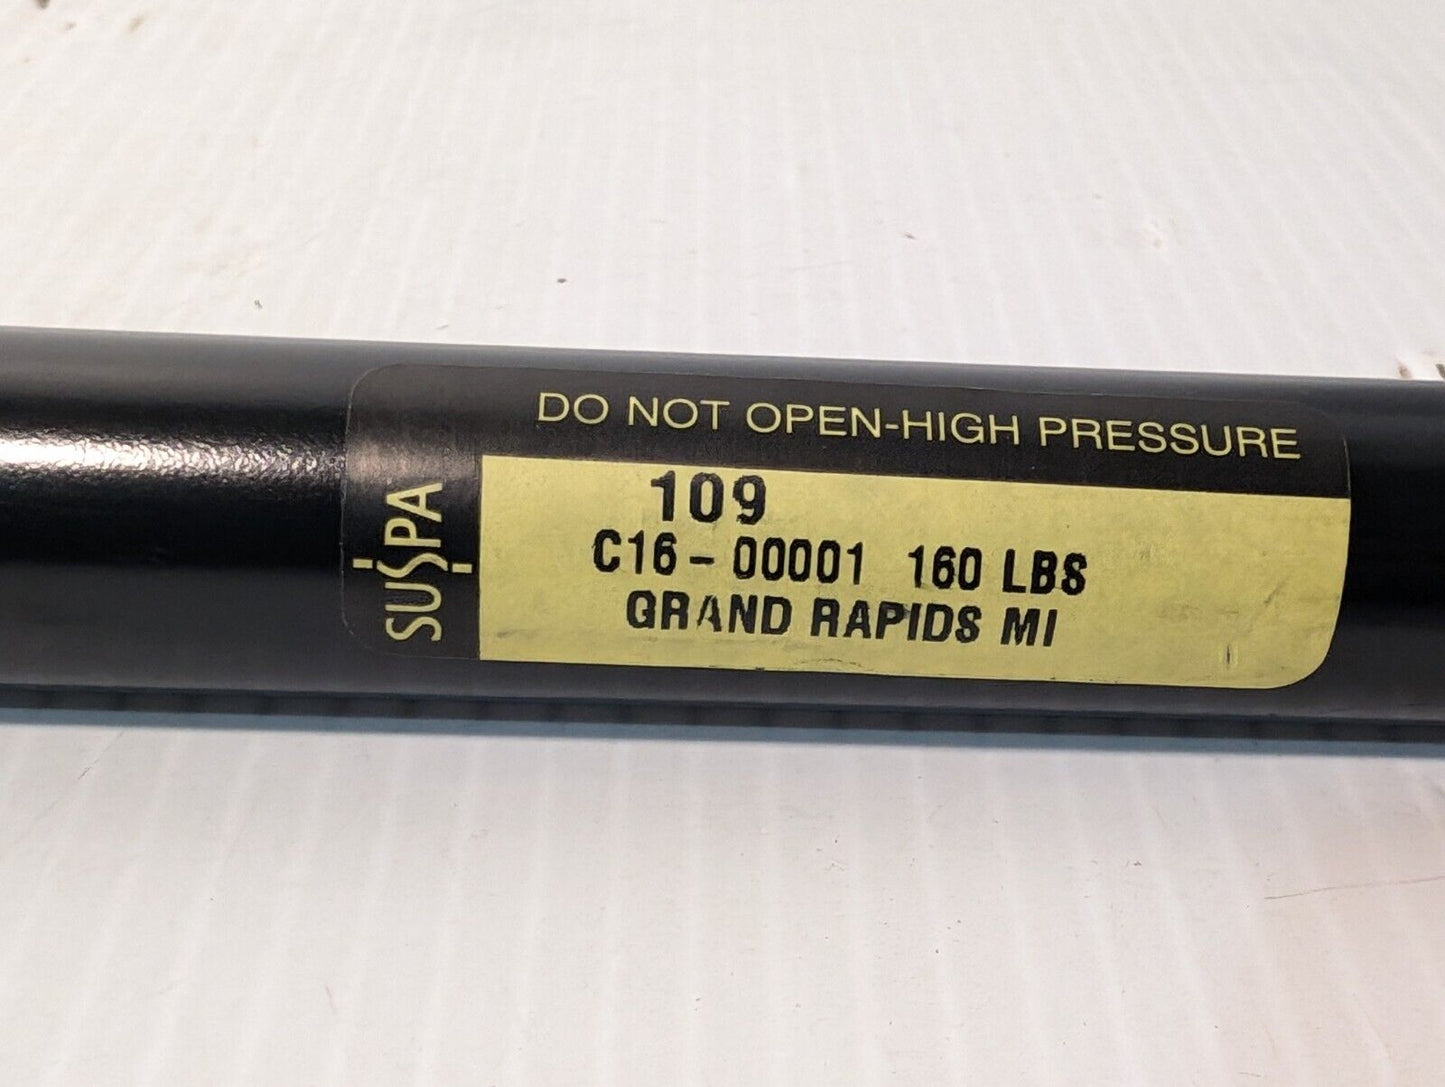 DO NOT OPEN-HIGH PRESSURE
SUSPA
109
C16-00001 160 LBS
GRAND RAPIDS MI